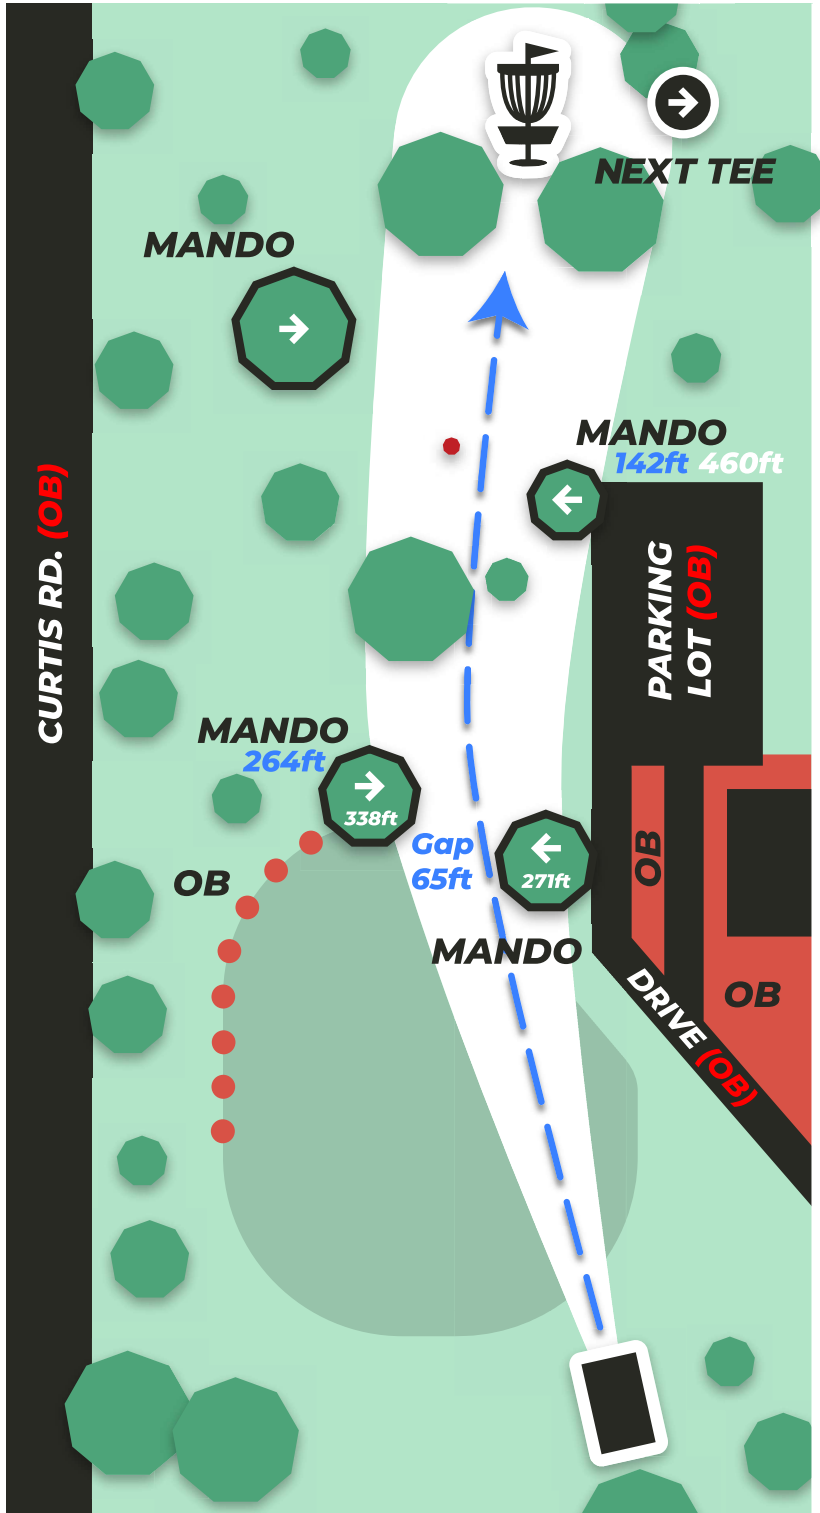 NEXT TEE
MANDO
MANDO
142ft 460ft
CURTIS RD. (OB)
PARKING
LOT (OB)
MANDO
264ft
338ft
Gap
65ft
271ft
OB
OB
MANDO
OB
DRIVE (OB)